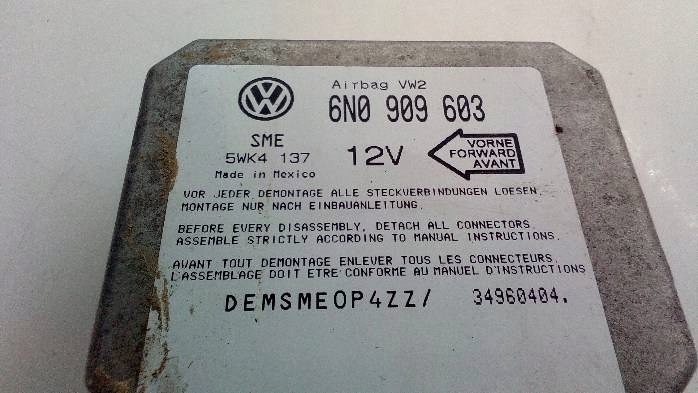 Airbag VW2
6N0 909 603
SME
5WK4 137
Made in Mexico
12V
VORNE
FORWARD
AVANT
VOR JEDER DEMONTAGE ALLE STECKVERBINDUNGEN LOESEN.
MONTAGE NUR NACH EINBAUANLEITUNG.
BEFORE EVERY DISASSEMBLY, DETACH ALL CONNECTORS.
ASSEMBLE STRICTLY ACCORDING TO MANUAL INSTRUCTIONS.
AVANT TOUT DEMONTAGE ENLEVER TOUS LES CONNECTEURS.
L'ASSEMBLAGE DOIT ETRE CONFORME AU MANUEL D'INSTRUCTIONS
DEMSMEOP4ZZ/ 34960404.